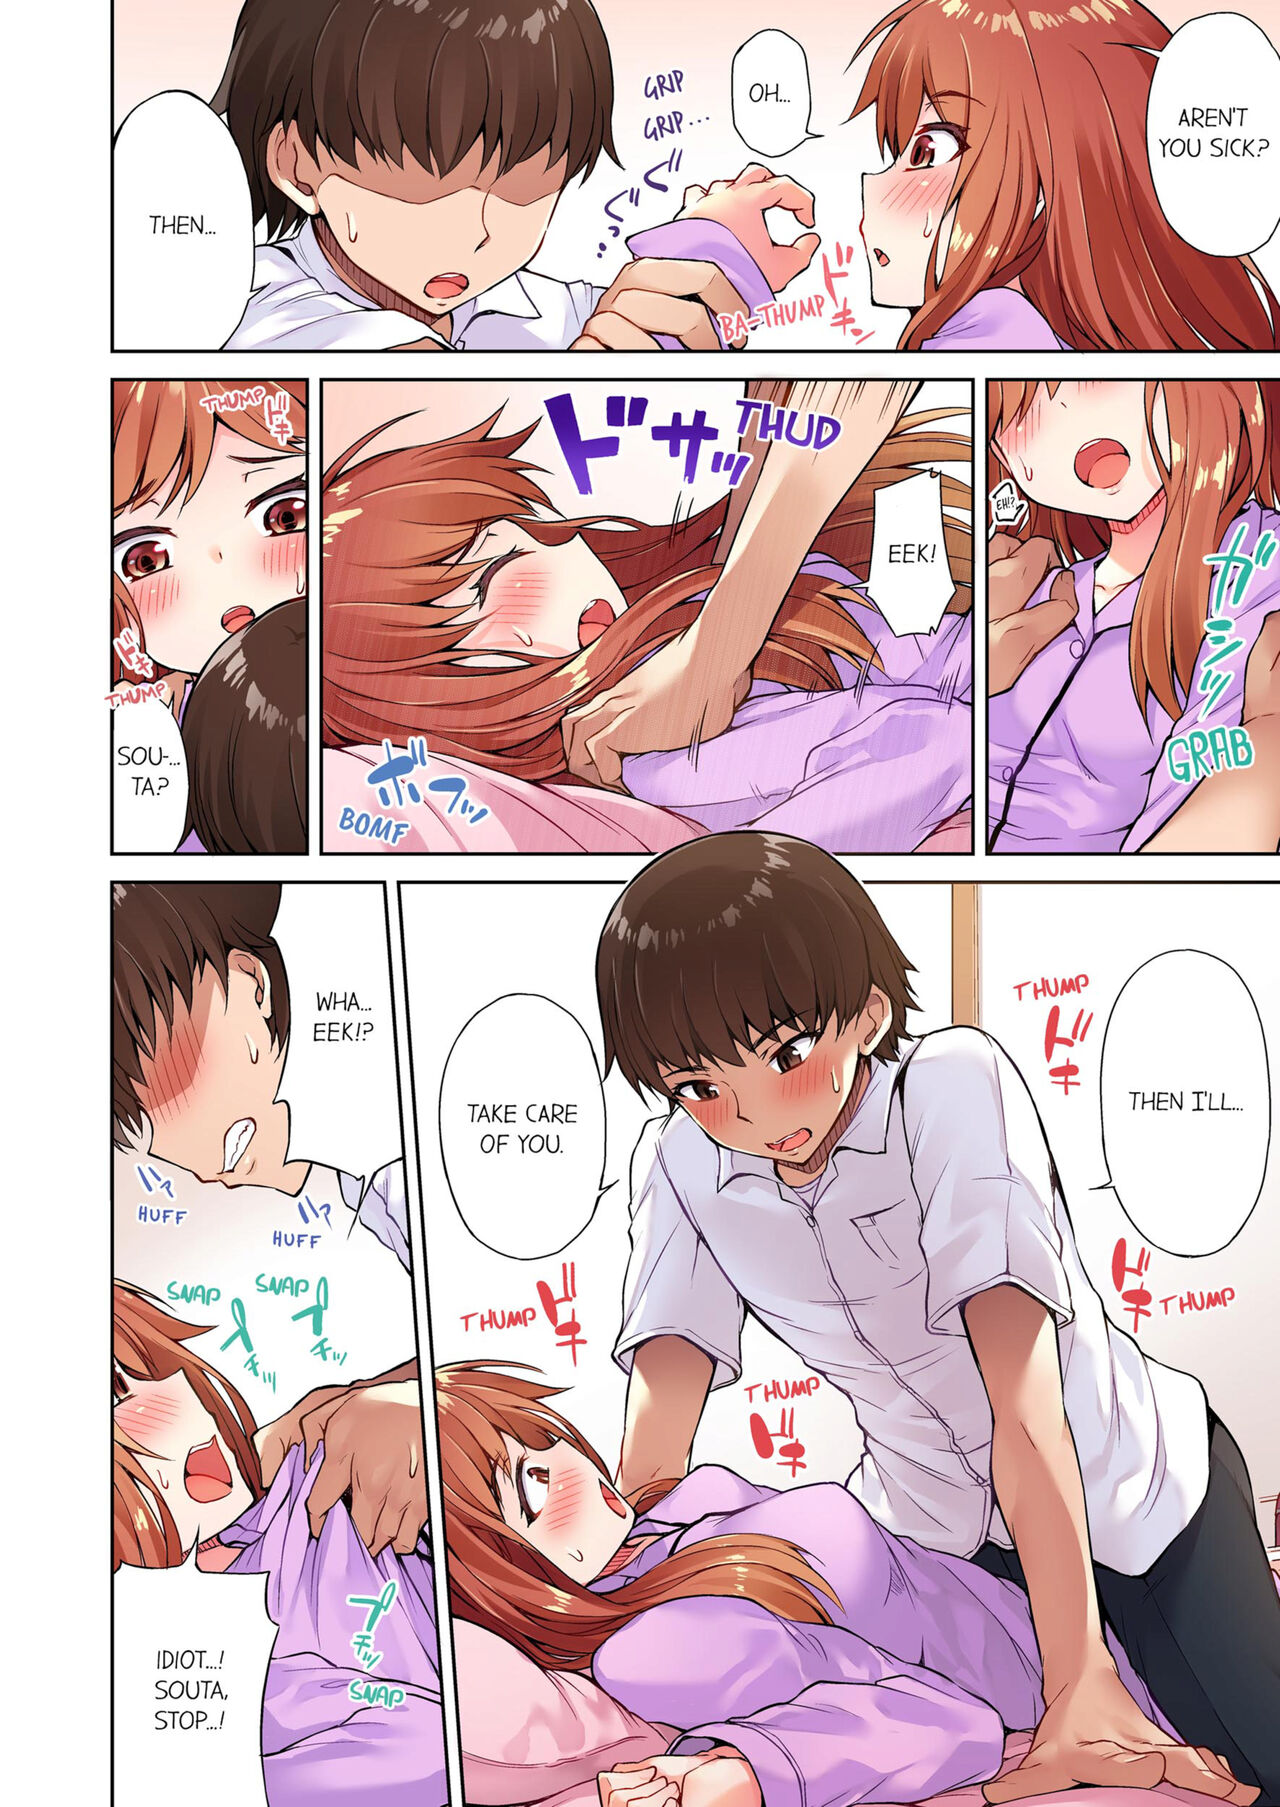 AREN'T
YOU SICK?
OH...
GRIP
GRIP...
グググ...
BA-THUMP
ドキン
THEN...
EH!?
ガシッ
GRAB
EEK!
THUD
ドサッ
ボフッ
BOMF
THUMP
ドキ
ドキ
THUMP
SOU-...
TA?
THEN I'LL...
THUMP
ドキ
ドキ
THUMP
TAKE CARE
OF YOU.
THUMP
ドキ
THUMP
ドキ
WHA...
EEK!?
ハァ
HUFF
ハァ
HUFF
SNAP
SNAP
プチッ
プチッ
プチッ
SNAP
IDIOT...!
SOUTA,
STOP...!